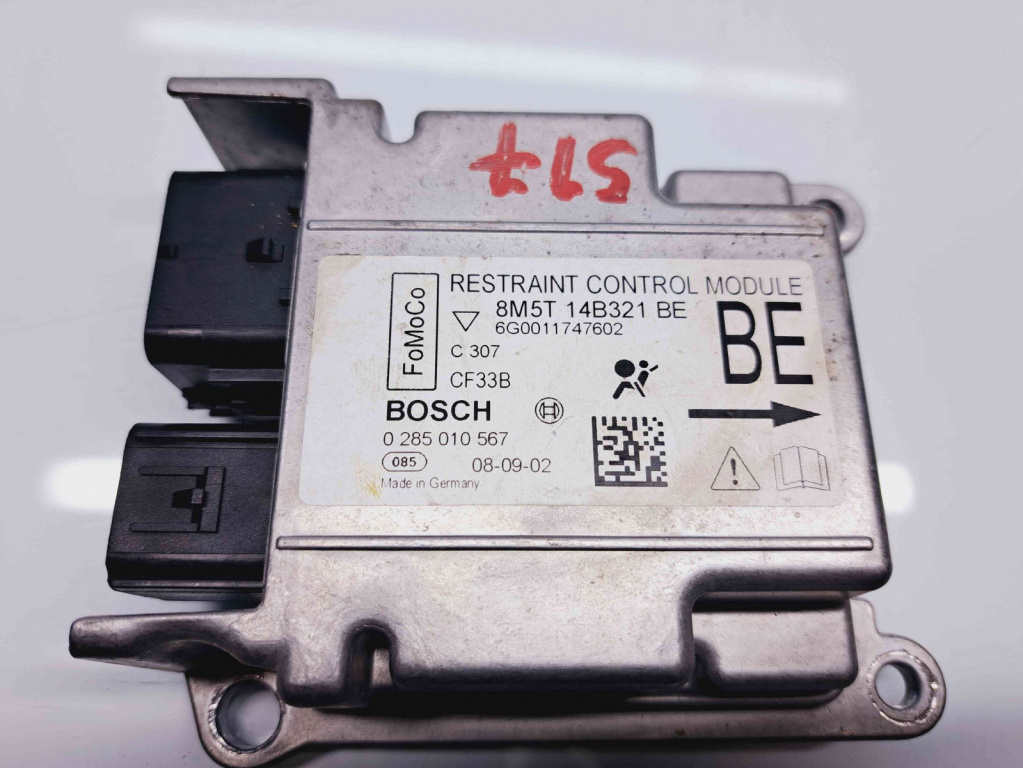 S17
FoMoCo
RESTRAINT CONTROL MODULE
8M5T 14B321 BE
6G0011747602
BE
C 307
CF33B
BOSCH
0 285 010 567
085 08-09-02
Made in Germany